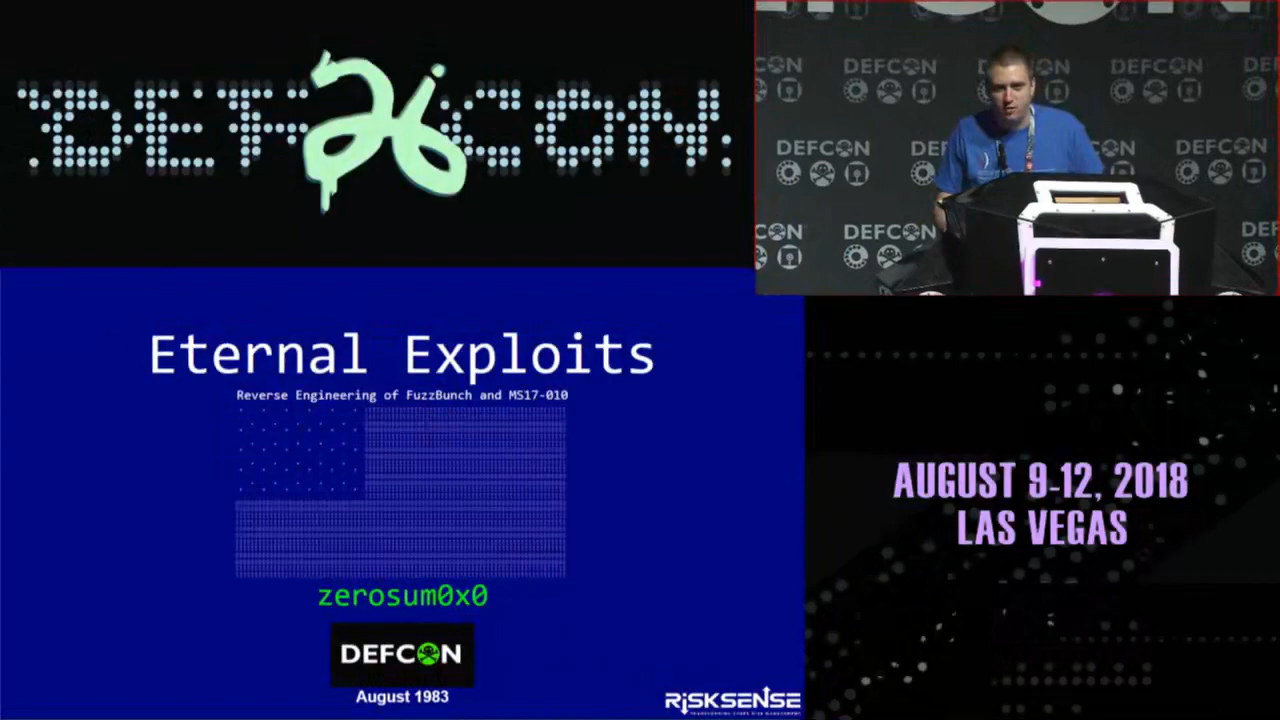 DEF 26 CON
DEFCON
DEFCON
DEFCON
DEFCON
DEFCON
Eternal Exploits
Reverse Engineering of FuzzBunch and MS17-010
zerosum0x0
DEFCON
August 1983
RISKSENSE
AUGUST 9-12, 2018
LAS VEGAS